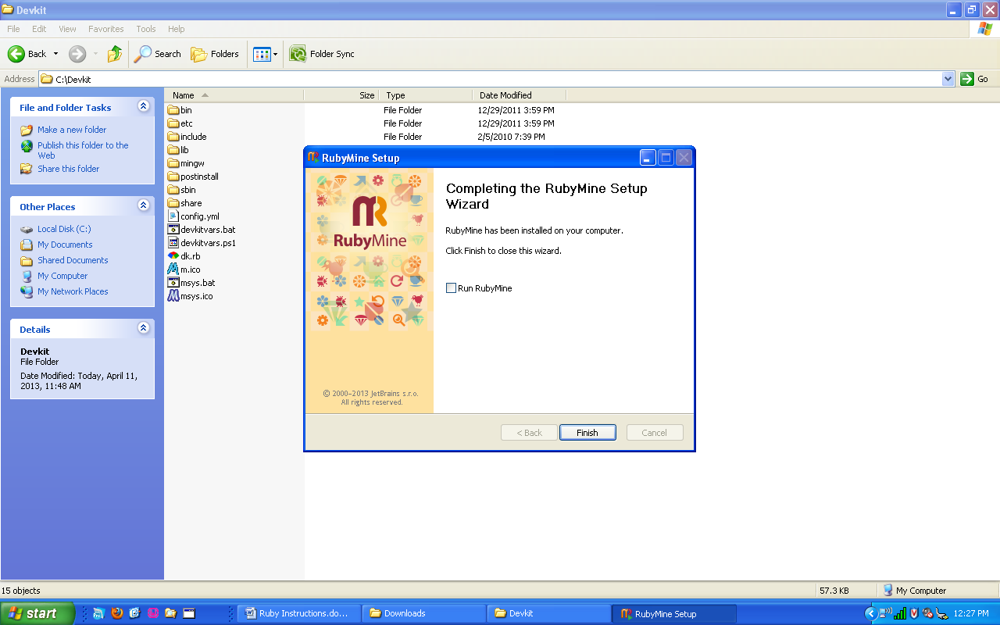 Devkit
File Edit View Favorites Tools Help
Back Search Folders Folder Sync
Address C:\Devkit Go
File and Folder Tasks
Make a new folder
Publish this folder to the
Web
Share this folder
Other Places
Local Disk (C:)
My Documents
Shared Documents
My Computer
My Network Places
Details
Devkit
File Folder
Date Modified: Today, April 11,
2013, 11:48 AM
Name Size Type Date Modified
bin File Folder 12/29/2011 3:59 PM
etc File Folder 12/29/2011 3:59 PM
include File Folder 2/5/2010 7:39 PM
lib
mingw
postinstall
sbin
share
config.yml
devkitvars.bat
devkitvars.ps1
dk.rb
m.ico
msys.bat
msys.ico
RubyMine Setup
RubyMine
© 2000-2013 JetBrains s.r.o.
All rights reserved.
Completing the RubyMine Setup
Wizard
RubyMine has been installed on your computer.
Click Finish to close this wizard.
Run RubyMine
< Back Finish Cancel
15 objects 57.3 KB My Computer
start Ruby Instructions.do... Downloads Devkit RubyMine Setup 12:27 PM